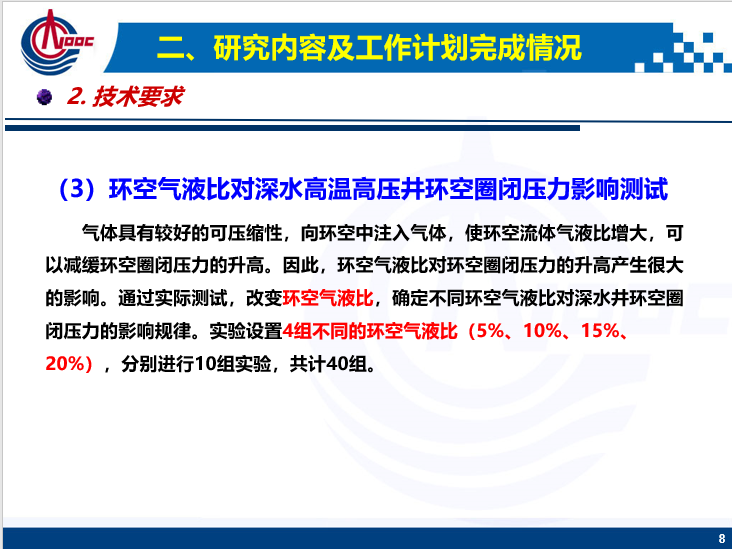 CNOOC
二、研究内容及工作计划完成情况
2. 技术要求
（3）环空气液比对深水高温高压井环空圈闭压力影响测试
气体具有较好的可压缩性，向环空中注入气体，使环空流体气液比增大，可
以减缓环空圈闭压力的升高。因此，环空气液比对环空圈闭压力的升高产生很大
的影响。通过实际测试，改变环空气液比，确定不同环空气液比对深水井环空圈
闭压力的影响规律。实验设置4组不同的环空气液比（5%、10%、15%、
20%），分别进行10组实验，共计40组。
8